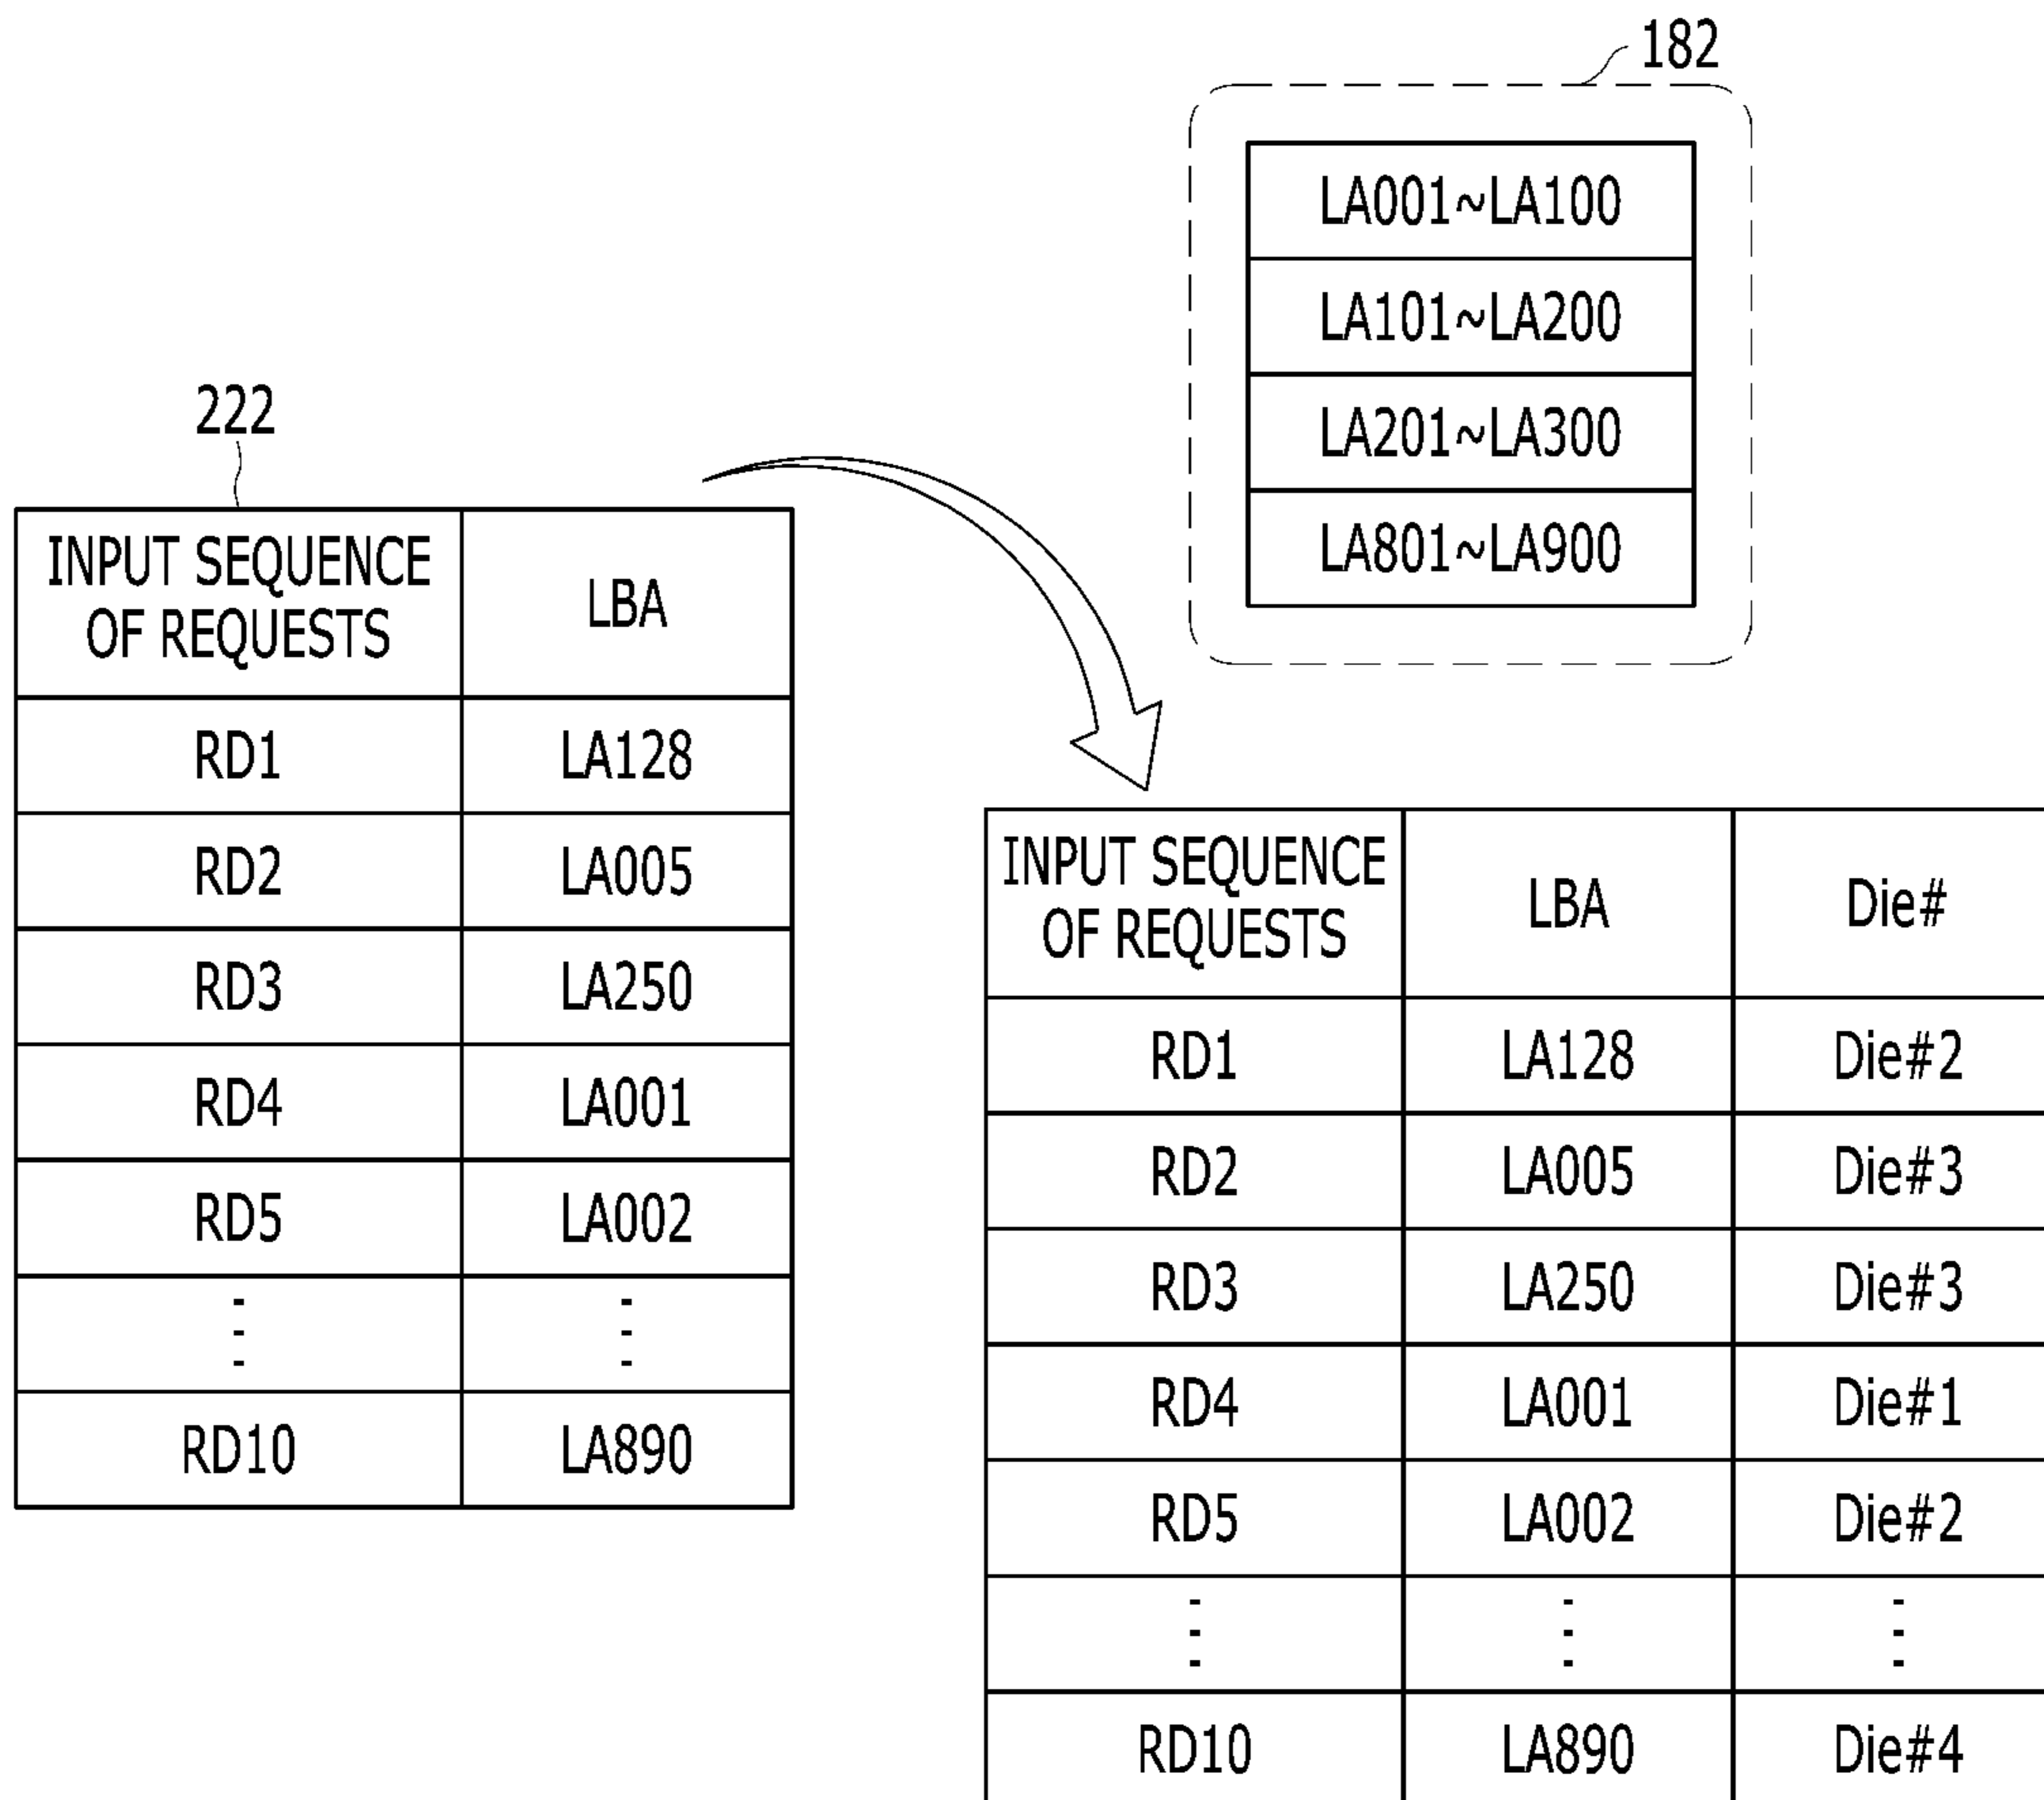 182
LA001~LA100
LA101~LA200
LA201~LA300
LA801~LA900
222
INPUT SEQUENCE
OF REQUESTS
LBA
RD1 LA128
RD2 LA005
RD3 LA250
RD4 LA001
RD5 LA002
RD10 LA890
INPUT SEQUENCE
OF REQUESTS
LBA
Die#
RD1 LA128 Die#2
RD2 LA005 Die#3
RD3 LA250 Die#3
RD4 LA001 Die#1
RD5 LA002 Die#2
RD10 LA890 Die#4